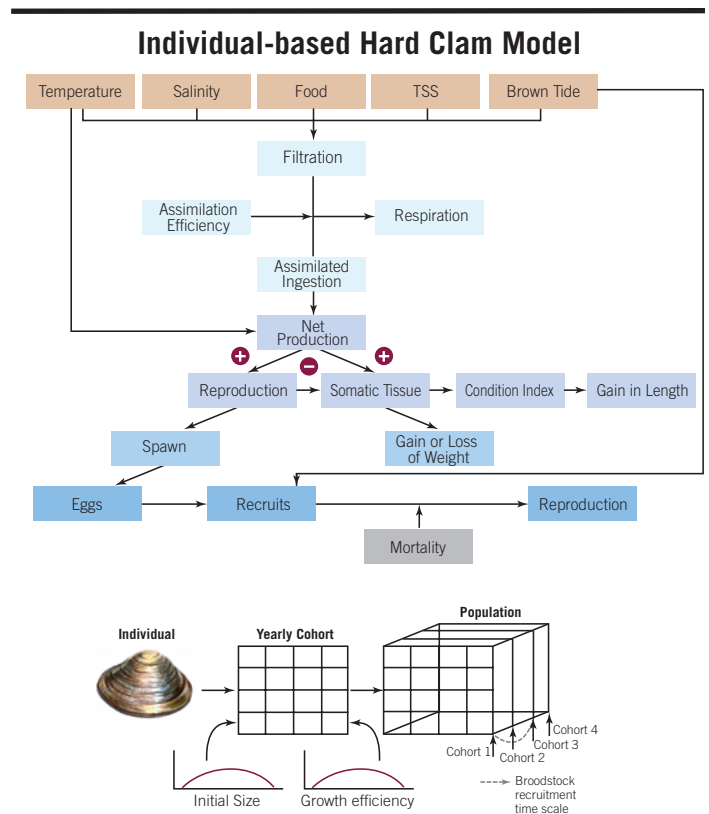 Individual-based Hard Clam Model
Temperature
Salinity
Food
TSS
Brown Tide
Filtration
Assimilation
Efficiency
Respiration
Assimilated
Ingestion
Net
Production
+
−
+
Reproduction
Somatic Tissue
Condition Index
Gain in Length
Spawn
Gain or Loss
of Weight
Eggs
Recruits
Reproduction
Mortality
Individual
Yearly Cohort
Population
Cohort 1
Cohort 2
Cohort 3
Cohort 4
Initial Size
Growth efficiency
Broodstock
recruitment
time scale